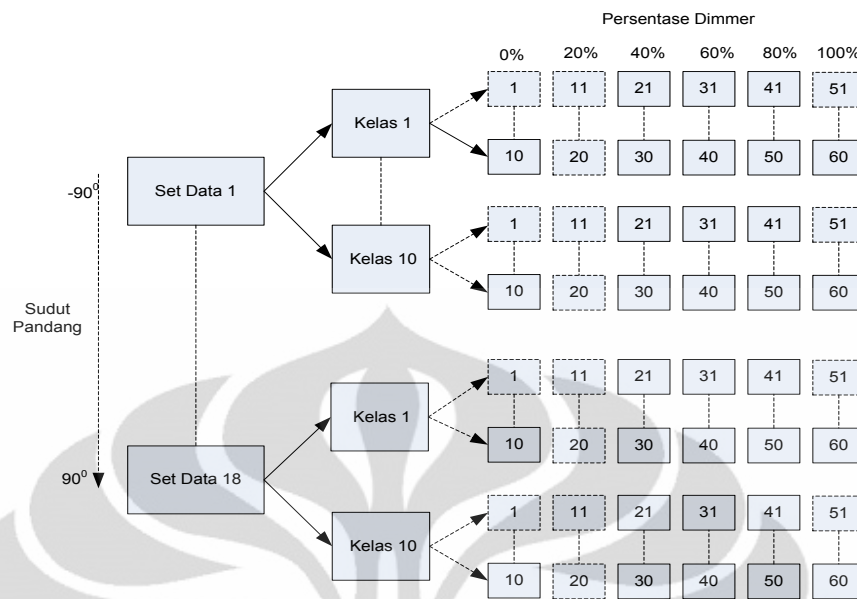 Persentase Dimmer
0% 20% 40% 60% 80% 100%
1 11 21 31 41 51
Kelas 1
10 20 30 40 50 60
-90⁰
Set Data 1
1 11 21 31 41 51
Kelas 10
10 20 30 40 50 60
Sudut
Pandang
1 11 21 31 41 51
Kelas 1
10 20 30 40 50 60
90⁰
Set Data 18
1 11 21 31 41 51
Kelas 10
10 20 30 40 50 60